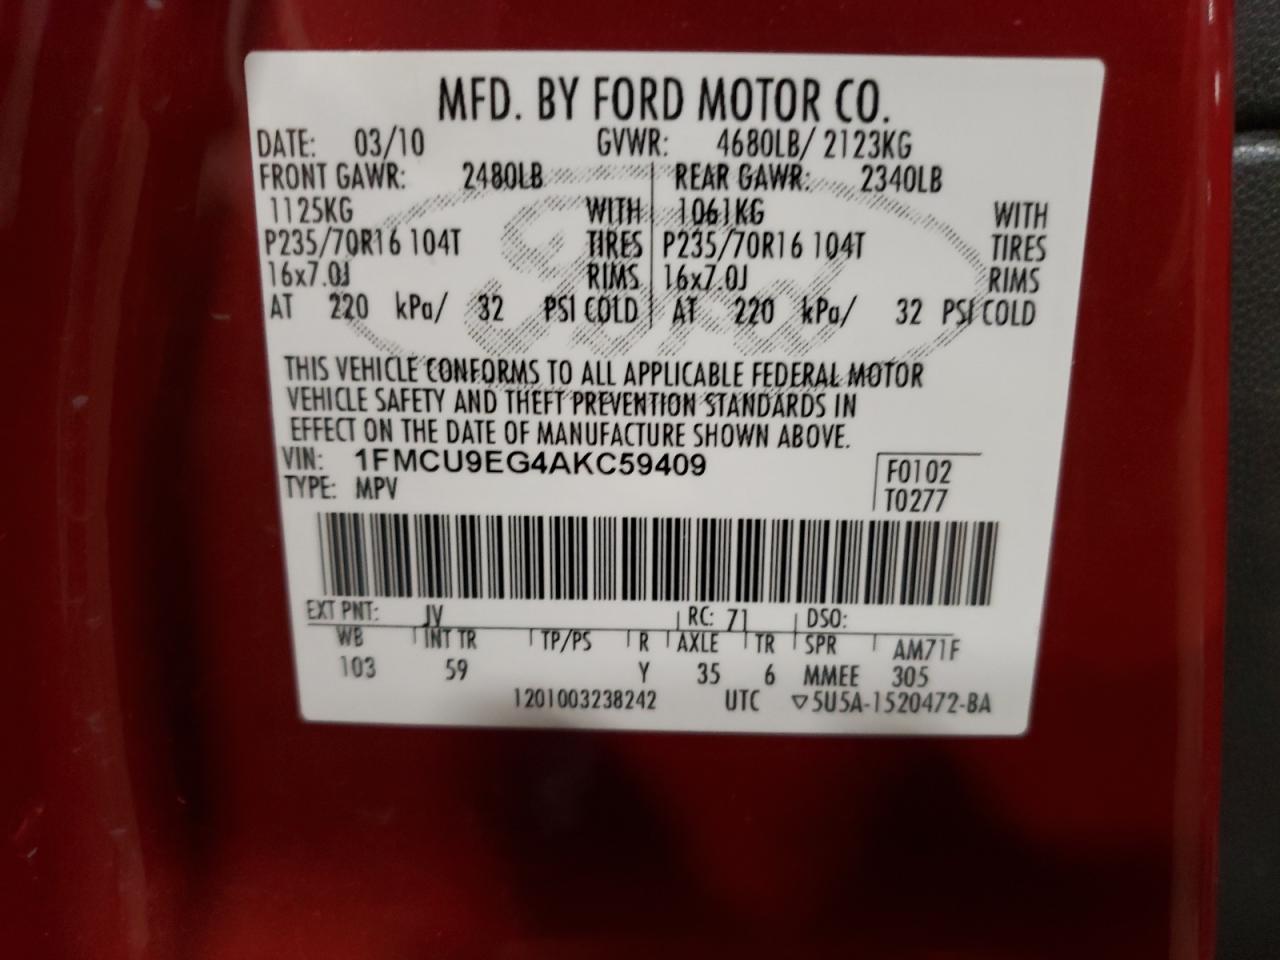 MFD. BY FORD MOTOR CO.
DATE: 03/10 GVWR: 4680LB/ 2123KG
FRONT GAWR: 2480LB REAR GAWR: 2340LB
1125KG WITH 1061KG WITH
P235/70R16 104T TIRES P235/70R16 104T TIRES
16x7.0J RIMS 16x7.0J RIMS
AT 220 kPa/ 32 PSI COLD AT 220 kPa/ 32 PSI COLD
Ford
THIS VEHICLE CONFORMS TO ALL APPLICABLE FEDERAL MOTOR
VEHICLE SAFETY AND THEFT PREVENTION STANDARDS IN
EFFECT ON THE DATE OF MANUFACTURE SHOWN ABOVE.
VIN: 1FMCU9EG4AKC59409 F0102
TYPE: MPV T0277
EXT PNT: JV RC: 71 DSO:
WB INT TR TP/PS R AXLE TR SPR AM71F
103 59 Y 35 6 MMEE 305
1201003238242 UTC ▽5U5A-1520472-BA